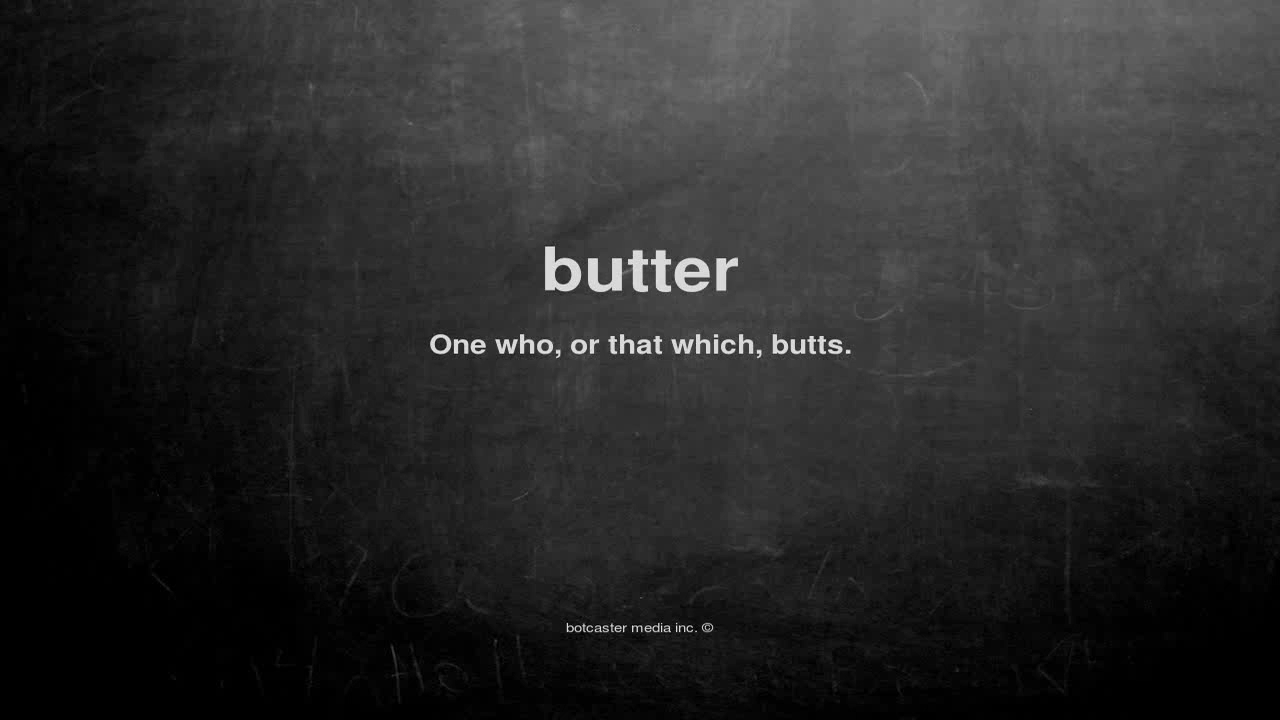 butter
One who, or that which, butts.
botcaster media inc. ©